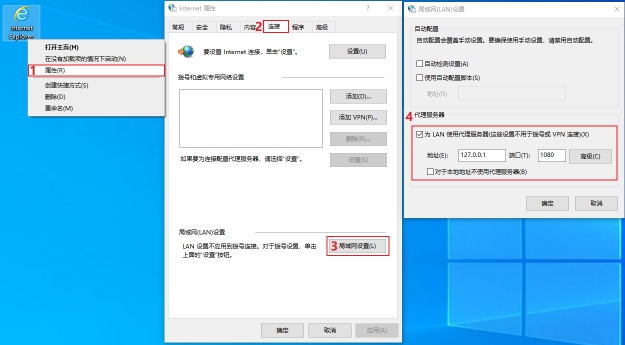 Internet
Explorer
打开主页(H)
在没有加载项的情况下启动(N)
1
属性(R)
创建快捷方式(S)
删除(D)
重命名(M)
Internet 属性
?
常规
安全
隐私
内容
2
连接
程序
高级
要设置 Internet 连接，单击“设置”。
设置(U)
拨号和虚拟专用网络设置
添加(D)...
添加 VPN(P)...
删除(R)...
如果要为连接配置代理服务器，请选择“设置”。
设置(S)
局域网(LAN)设置
LAN 设置不应用到拨号连接。对于拨号设置，单击
上面的“设置”按钮。
3
局域网设置(L)
确定
取消
应用(A)
局域网(LAN)设置
自动配置
自动配置会覆盖手动设置。要确保使用手动设置，请禁用自动配置。
自动检测设置(A)
使用自动配置脚本(S)
地址(R)
4
代理服务器
为 LAN 使用代理服务器(这些设置不用于拨号或 VPN 连接)(X)
地址(E):
127.0.0.1
端口(T):
1080
高级(C)
对于本地地址不使用代理服务器(B)
确定
取消